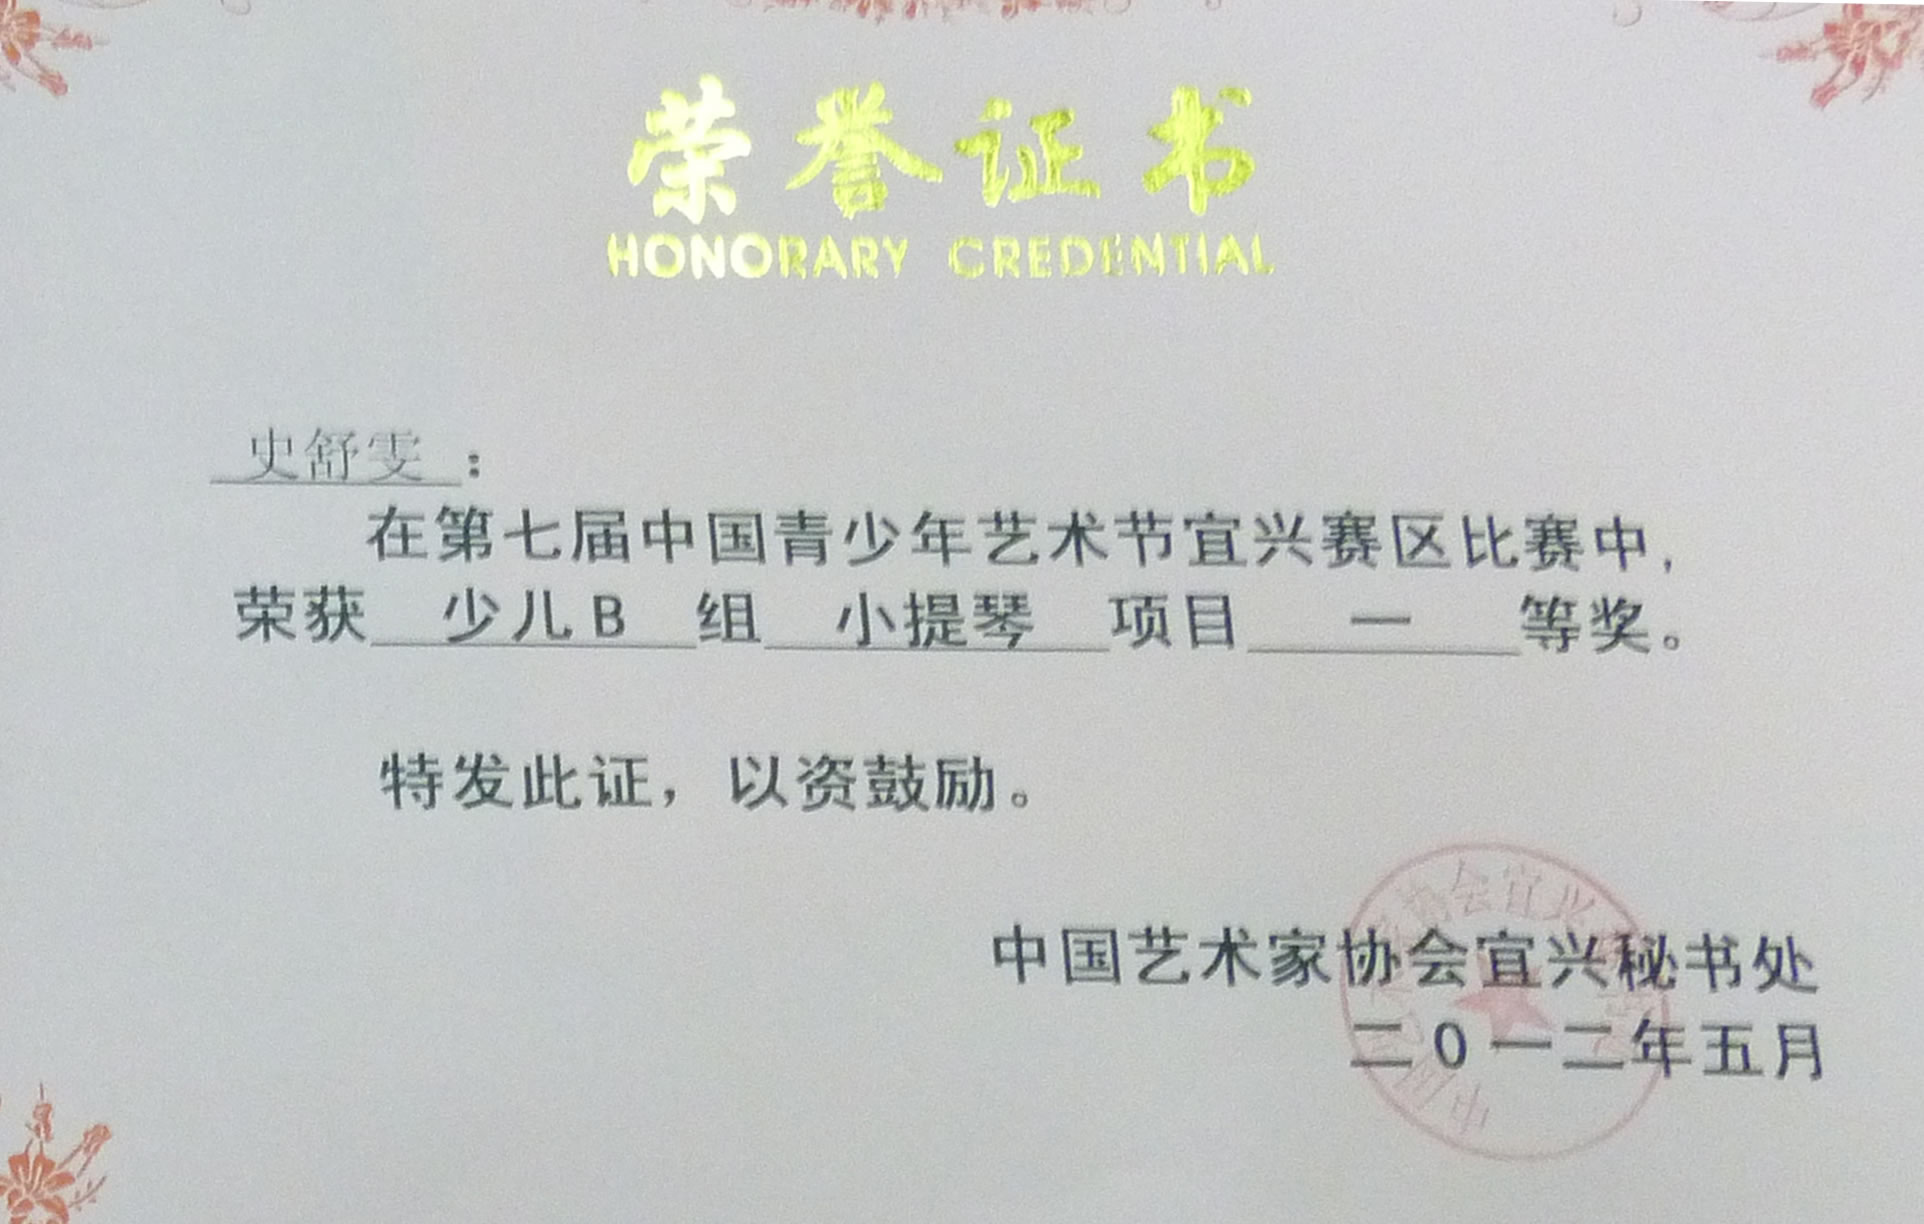 荣誉证书
HONORARY CREDENTIAL
史舒雯：
在第七届中国青少年艺术节宜兴赛区比赛中，
荣获 少儿B 组 小提琴 项目 一 等奖。
特发此证，以资鼓励。
中国艺术家协会宜兴秘书处
二0一二年五月